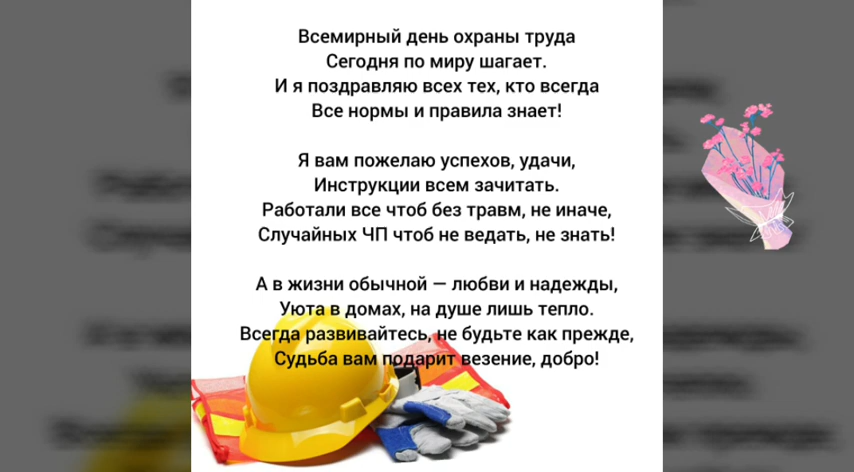 Всемирный день охраны труда
Сегодня по миру шагает.
И я поздравляю всех тех, кто всегда
Все нормы и правила знает!
Я вам пожелаю успехов, удачи,
Инструкции всем зачитать.
Работали все чтоб без травм, не иначе,
Случайных ЧП чтоб не ведать, не знать!
А в жизни обычной — любви и надежды,
Уюта в домах, на душе лишь тепло.
Всегда развивайтесь, не будьте как прежде,
Судьба вам подарит везение, добро!